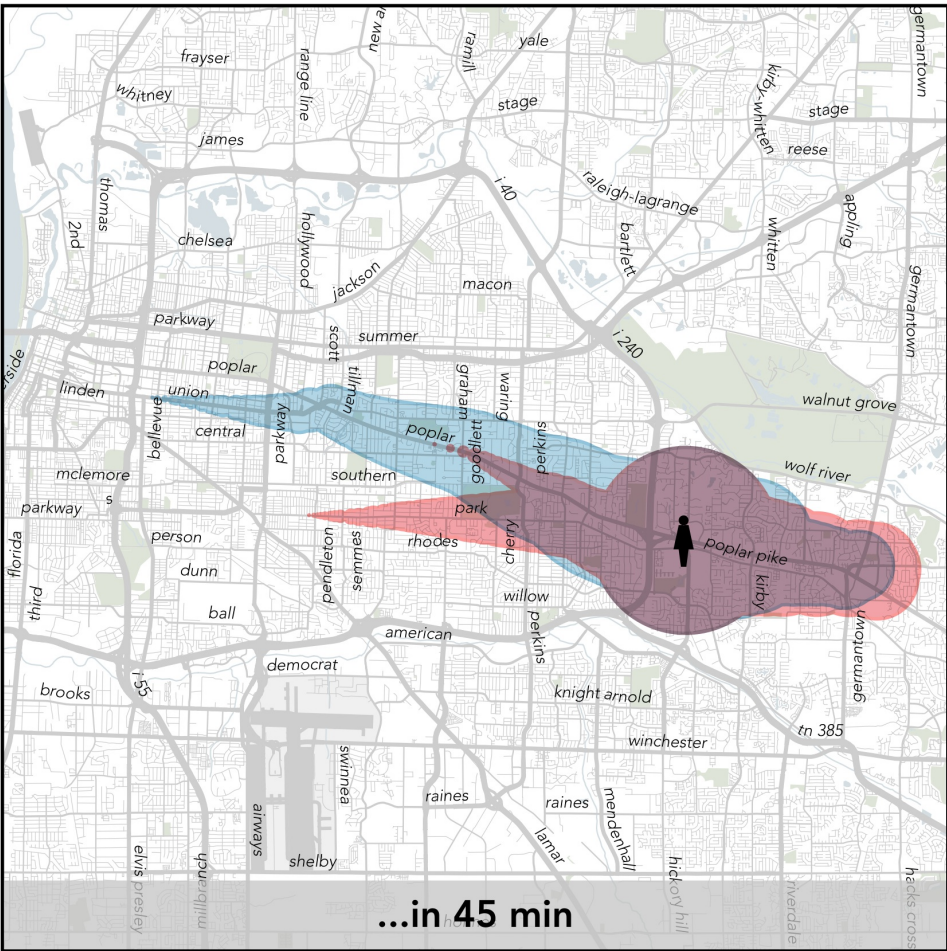 new a
germantown
yale
ramill
frayser
range line
kirby-whitten
whitney
stage
stage
james
reese
i 40
raleigh-lagrange
thomas
appling
2nd
hollywood
bartlett
whitten
chelsea
jackson
macon
germantown
parkway
scott
summer
i 240
erside
poplar
tillman
graham
waring
linden
union
walnut grove
bellevue
central
parkway
poplar
goodlett
perkins
mclemore
southern
wolf river
s
parkway
park
florida
person
rhodes
cherry
poplar pike
pendleton
semmes
dunn
third
willow
kirby
ball
american
perkins
germantown
democrat
i 55
brooks
knight arnold
tn 385
winchester
swinnea
raines
raines
mendenhall
airways
lamar
elvis presley
millbranch
shelby
hickory hill
riverdale
hacks cross
...in 45 min